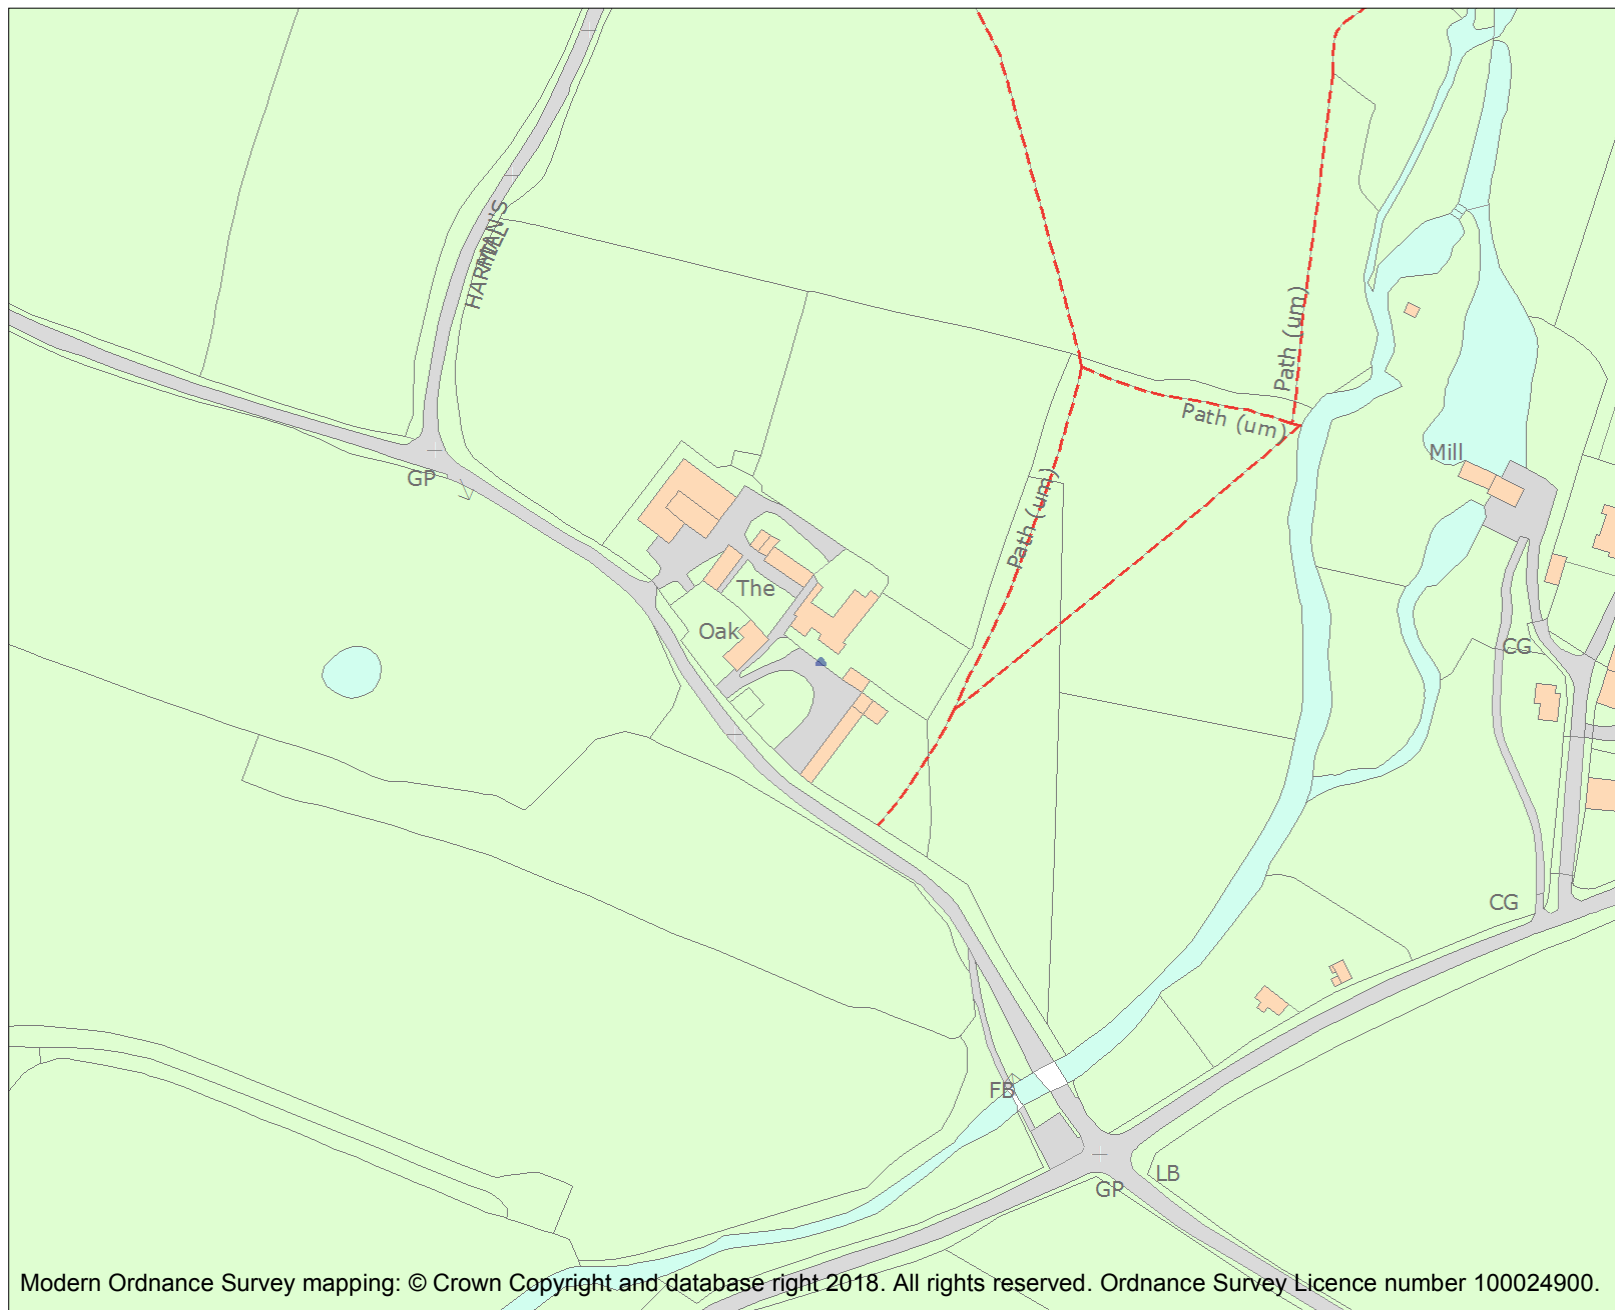 HARMAN'S
HILL
Path (um)
Path (um)
Mill
GP
Path (um)
The
Oak
CG
CG
FB
LB
GP
Modern Ordnance Survey mapping: © Crown Copyright and database right 2018. All rights reserved. Ordnance Survey Licence number 100024900.